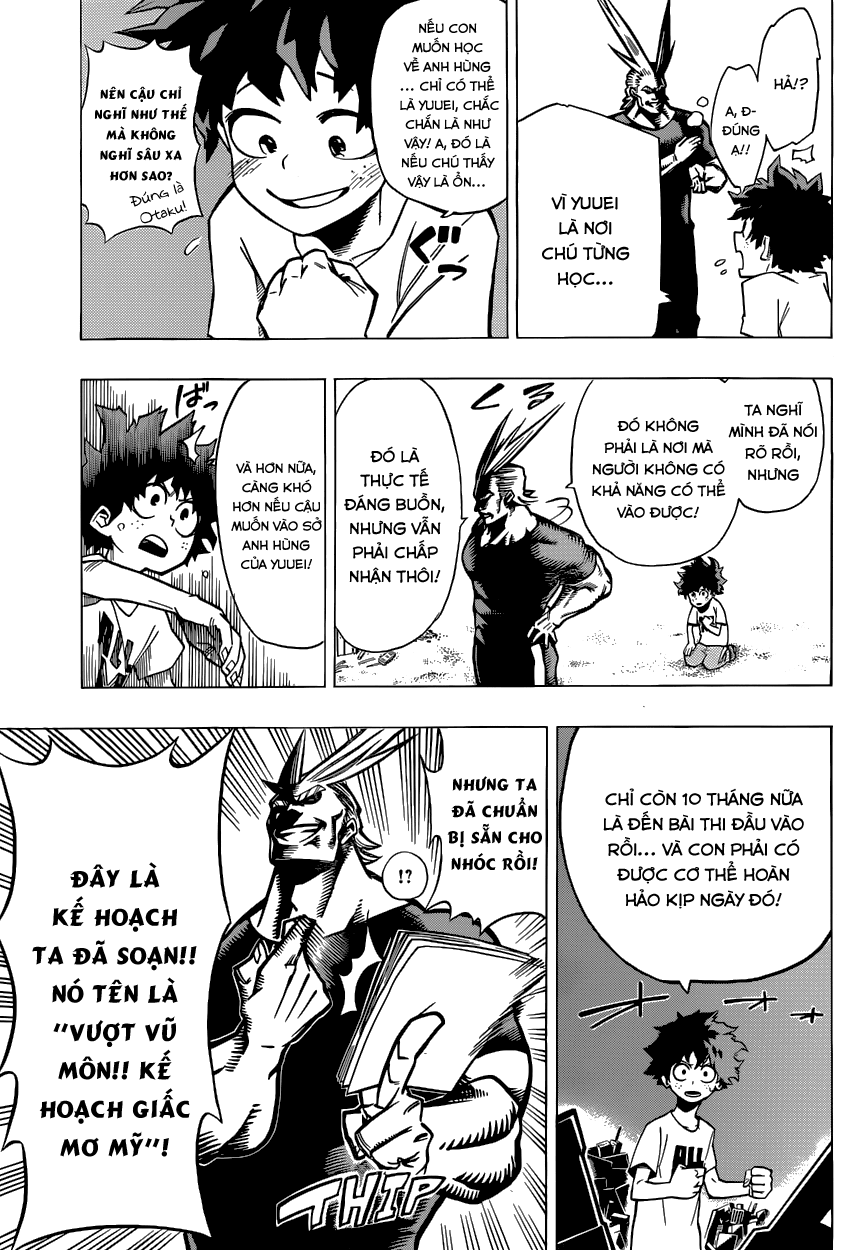 HẢ!?
A, Đ-
ĐÚNG
Ạ!!
VÌ YUUEI
LÀ NƠI
CHÚ TỪNG
HỌC...
NẾU CON
MUỐN HỌC
VỀ ANH HÙNG
... CHỈ CÓ THỂ
LÀ YUUEI, CHẮC
CHẮN LÀ NHƯ
VẬY! A, ĐÓ LÀ
NẾU CHÚ THẤY
VẬY LÀ ỔN...
NÊN CẬU CHỈ
NGHĨ NHƯ THẾ
MÀ KHÔNG
NGHĨ SÂU XA
HƠN SAO?
Đúng là
Otaku!
TA NGHĨ
MÌNH ĐÃ NÓI
RÕ RỒI,
NHƯNG
ĐÓ KHÔNG
PHẢI LÀ NƠI MÀ
NGƯỜI KHÔNG CÓ
KHẢ NĂNG CÓ THỂ
VÀO ĐƯỢC!
くるっ
ĐÓ LÀ
THỰC TẾ
ĐÁNG BUỒN,
NHƯNG VẪN
PHẢI CHẤP
NHẬN THÔI!
VÀ HƠN NỮA,
CÀNG KHÓ
HƠN NẾU CẬU
MUỐN VÀO SỞ
ANH HÙNG
CỦA YUUEI!
ばっ
ALL
CHỈ CÒN 10 THÁNG NỮA
LÀ ĐẾN BÀI THI ĐẦU VÀO
RỒI... VÀ CON PHẢI CÓ
ĐƯỢC CƠ THỂ HOÀN
HẢO KỊP NGÀY ĐÓ!
ALL
NHƯNG TA
ĐÃ CHUẨN
BỊ SẴN CHO
NHÓC RỒI!
!?
ĐÂY LÀ
KẾ HOẠCH
TA ĐÃ SOẠN!!
NÓ TÊN LÀ
"VƯỢT VŨ
MÔN!! KẾ
HOẠCH GIẤC
MƠ MỸ"!
THIP